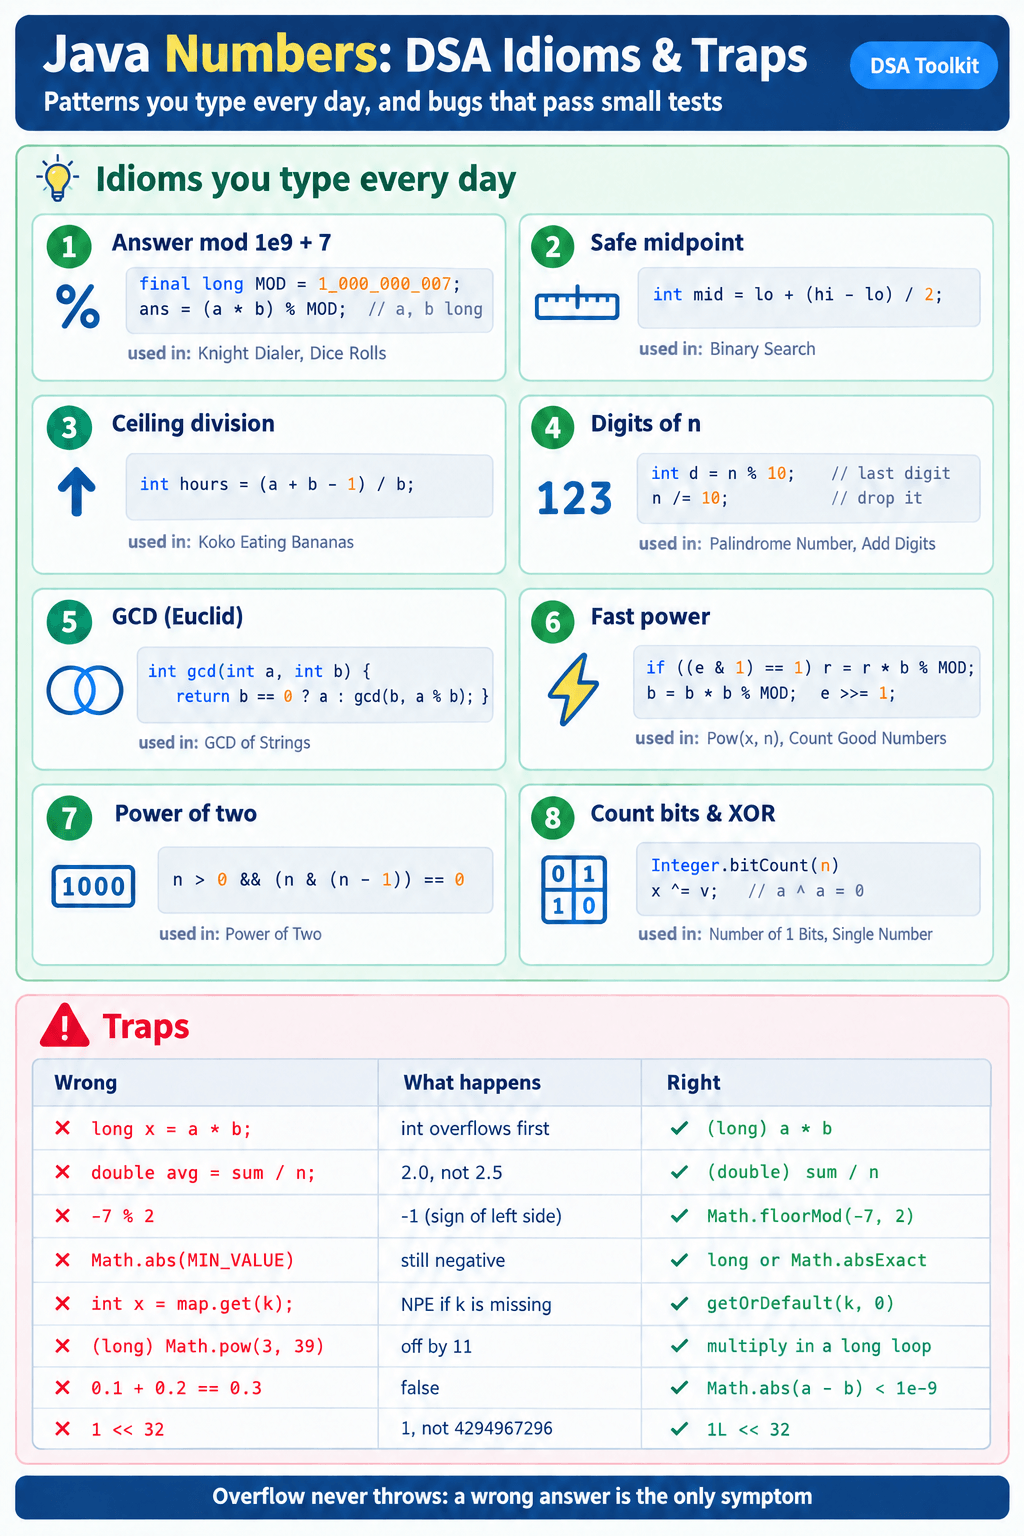 Java Numbers: DSA Idioms & Traps
DSA Toolkit
Patterns you type every day, and bugs that pass small tests
Idioms you type every day
1
Answer mod 1e9 + 7
%
final long MOD = 1_000_000_007;
ans = (a * b) % MOD;  // a, b long
used in: Knight Dialer, Dice Rolls
2
Safe midpoint
int mid = lo + (hi – lo) / 2;
used in: Binary Search
3
Ceiling division
int hours = (a + b – 1) / b;
used in: Koko Eating Bananas
4
Digits of n
123
int d = n % 10;   // last digit
n /= 10;   // drop it
used in: Palindrome Number, Add Digits
5
GCD (Euclid)
int gcd(int a, int b) {
return b == 0 ? a : gcd(b, a % b); }
used in: GCD of Strings
6
Fast power
if ((e & 1) == 1) r = r * b % MOD;
b = b * b % MOD;  e >>= 1;
used in: Pow(x, n), Count Good Numbers
7
Power of two
1000
n > 0 && (n & (n – 1)) == 0
used in: Power of Two
8
Count bits & XOR
0 1
1 0
Integer.bitCount(n)
x ^= v;  // a ^ a = 0
used in: Number of 1 Bits, Single Number
Traps
Wrong What happens Right
long x = a * b; int overflows first (long) a * b
double avg = sum / n; 2.0, not 2.5 (double) sum / n
–7 % 2 -1 (sign of left side) Math.floorMod(–7, 2)
Math.abs(MIN_VALUE) still negative long or Math.absExact
int x = map.get(k); NPE if k is missing getOrDefault(k, 0)
(long) Math.pow(3, 39) off by 11 multiply in a long loop
0.1 + 0.2 == 0.3 false Math.abs(a – b) < 1e–9
1 << 32 1, not 4294967296 1L << 32
Overflow never throws: a wrong answer is the only symptom